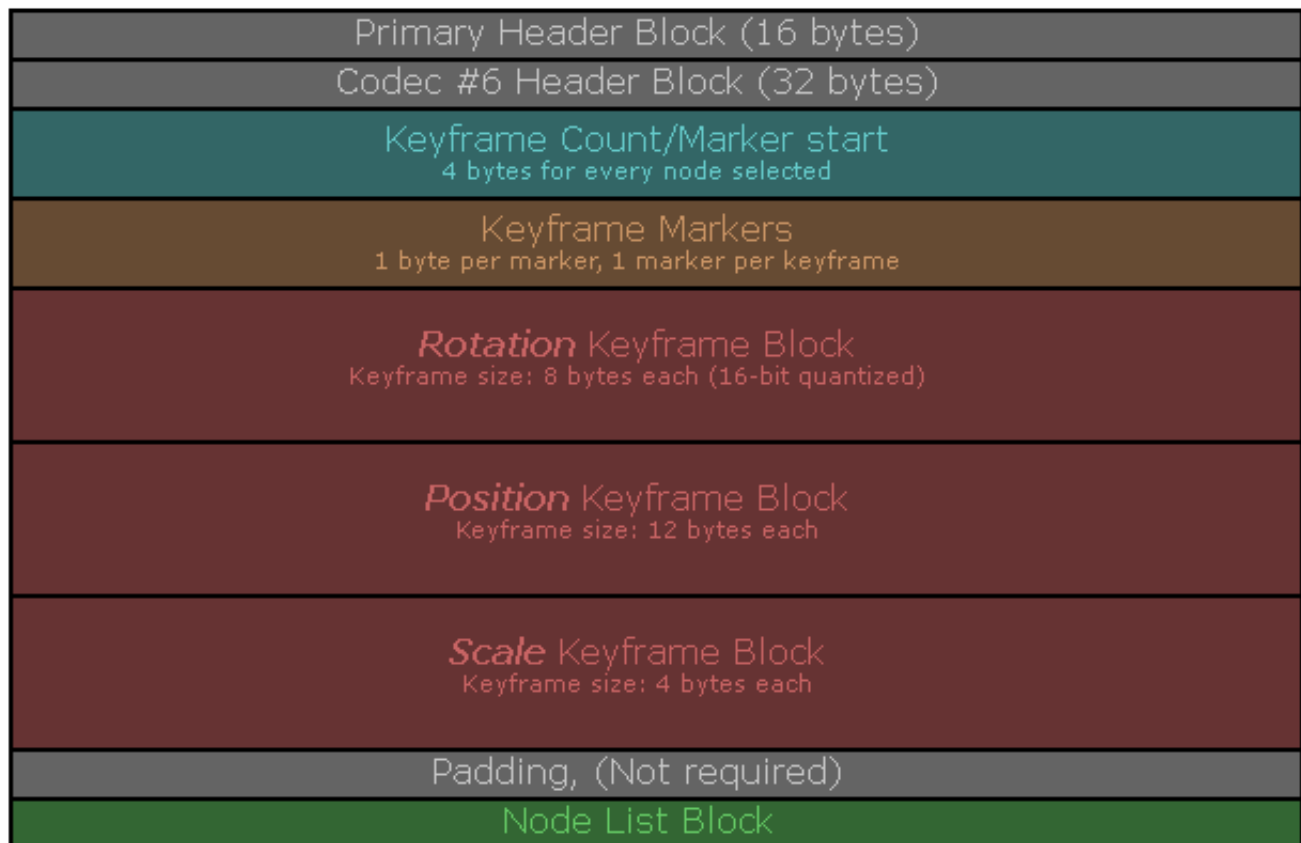 Primary Header Block (16 bytes)
Codec #6 Header Block (32 bytes)
Keyframe Count/Marker start
4 bytes for every node selected
Keyframe Markers
1 byte per marker, 1 marker per keyframe
Rotation Keyframe Block
Keyframe size: 8 bytes each (16-bit quantized)
Position Keyframe Block
Keyframe size: 12 bytes each
Scale Keyframe Block
Keyframe size: 4 bytes each
Padding, (Not required)
Node List Block